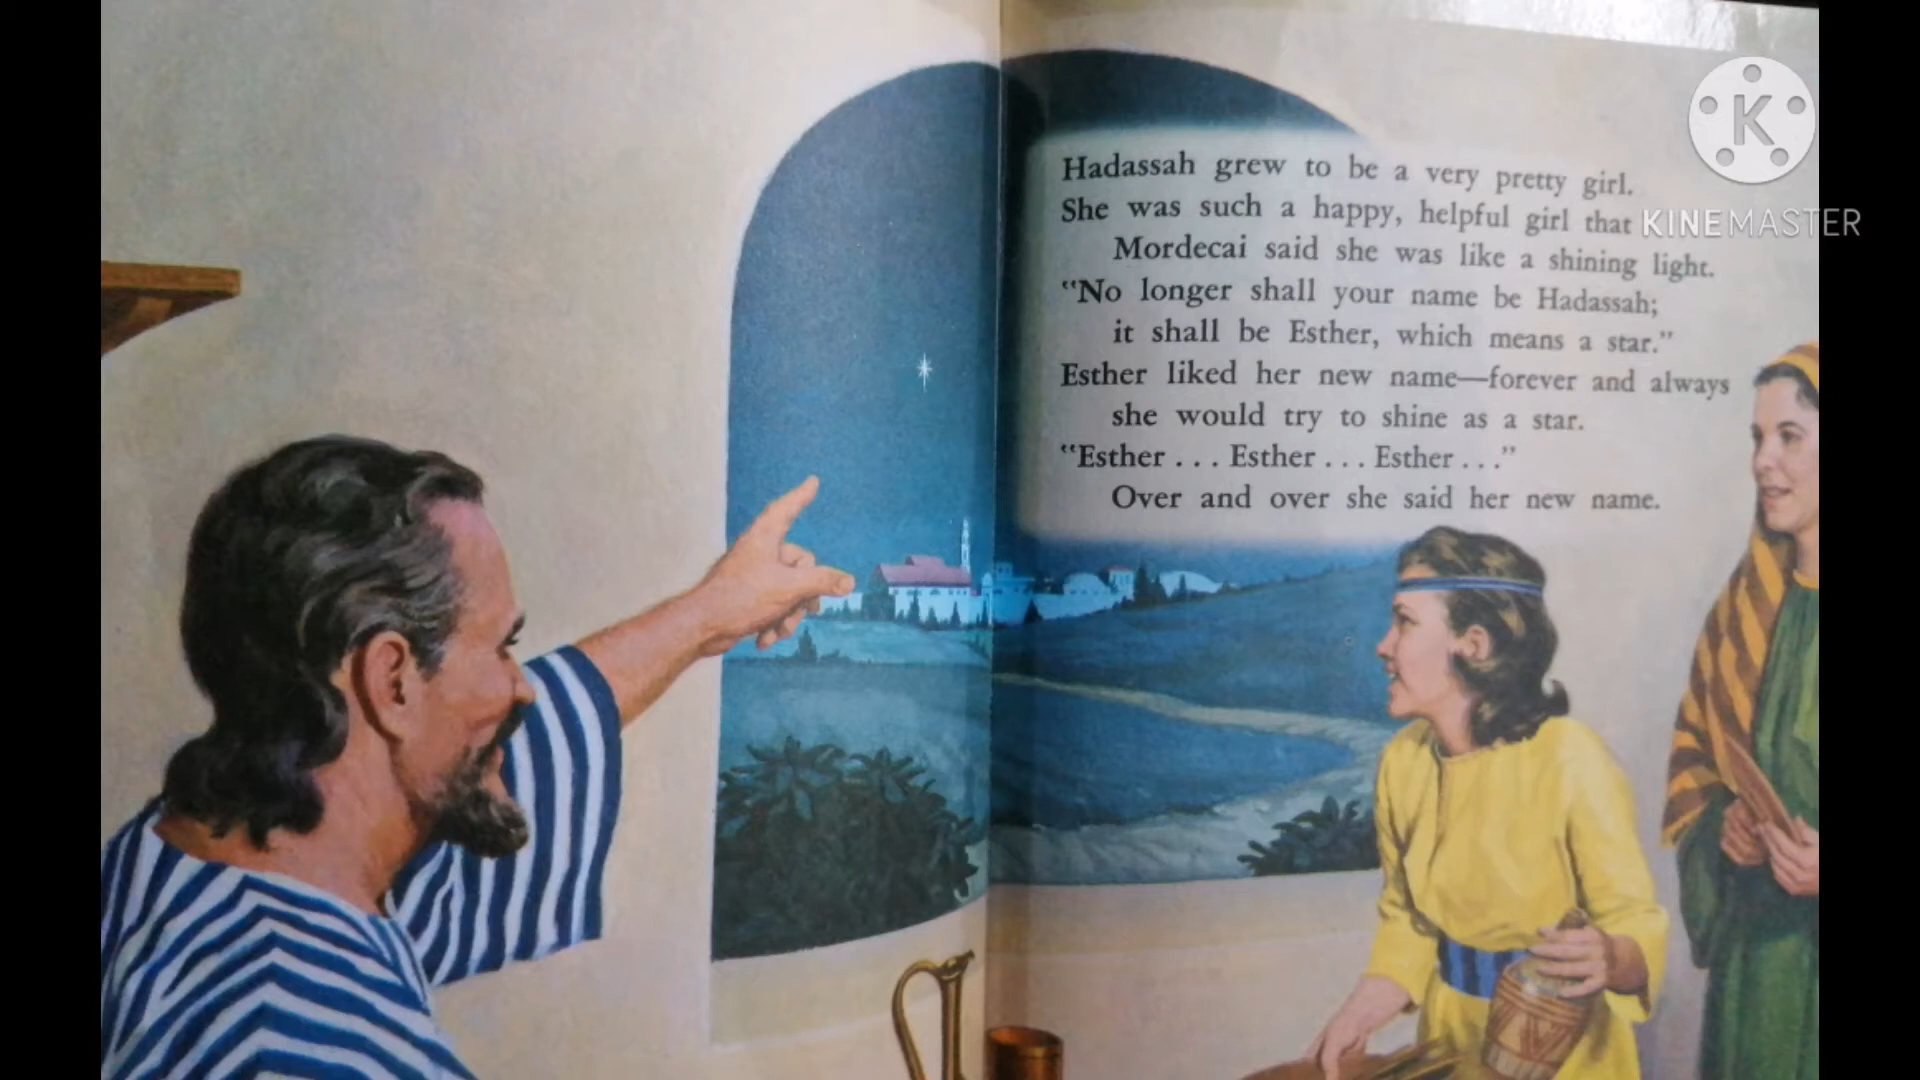 Hadassah grew to be a very pretty girl.
She was such a happy, helpful girl that
Mordecai said she was like a shining light.
"No longer shall your name be Hadassah;
it shall be Esther, which means a star."
Esther liked her new name—forever and always
she would try to shine as a star.
"Esther . . . Esther . . . Esther . . ."
Over and over she said her new name.
K
KINEMASTER